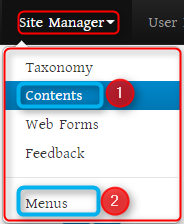 Site Manager User
Taxonomy
Contents 1
Web Forms
Feedback
Menus 2